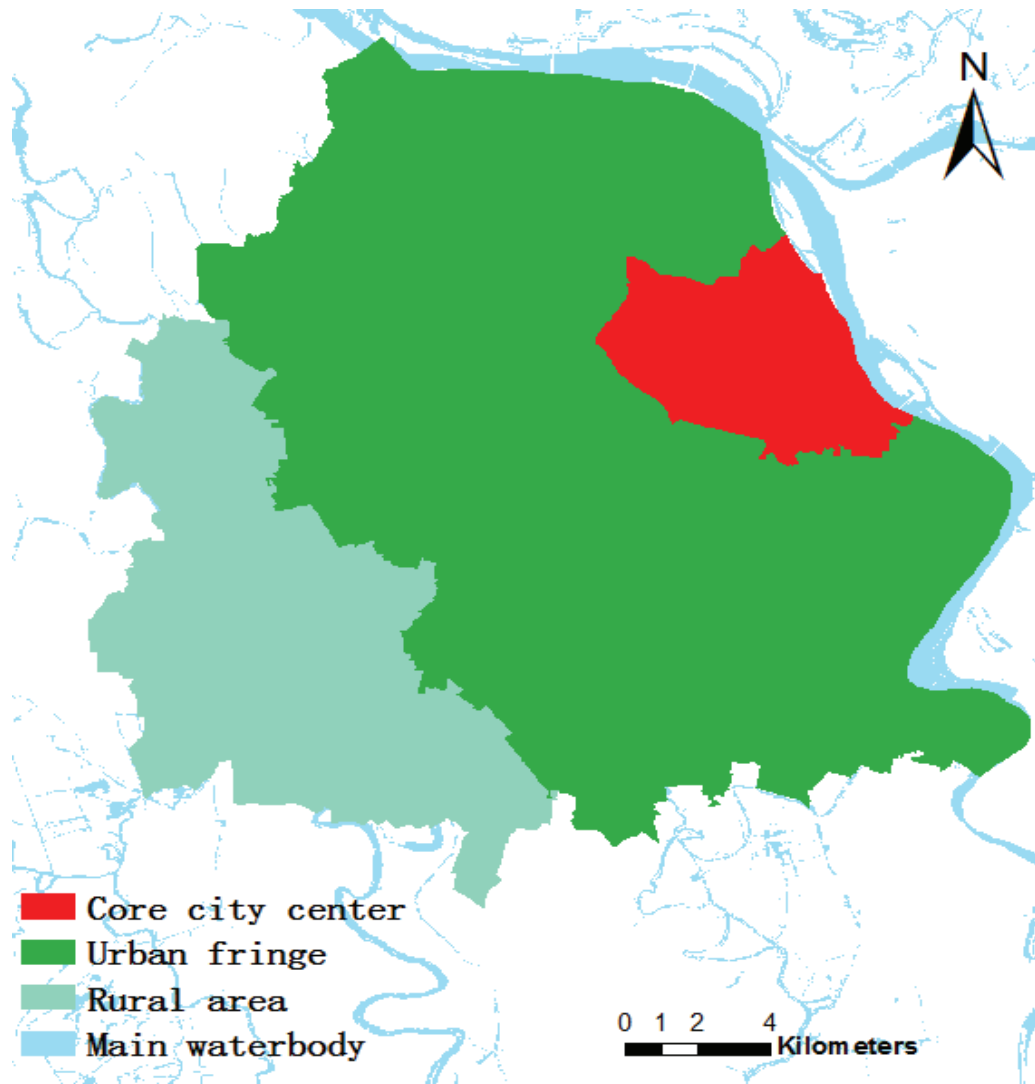 N
Core city center
Urban fringe
Rural area
Main waterbody
0 1 2 4
Kilometers